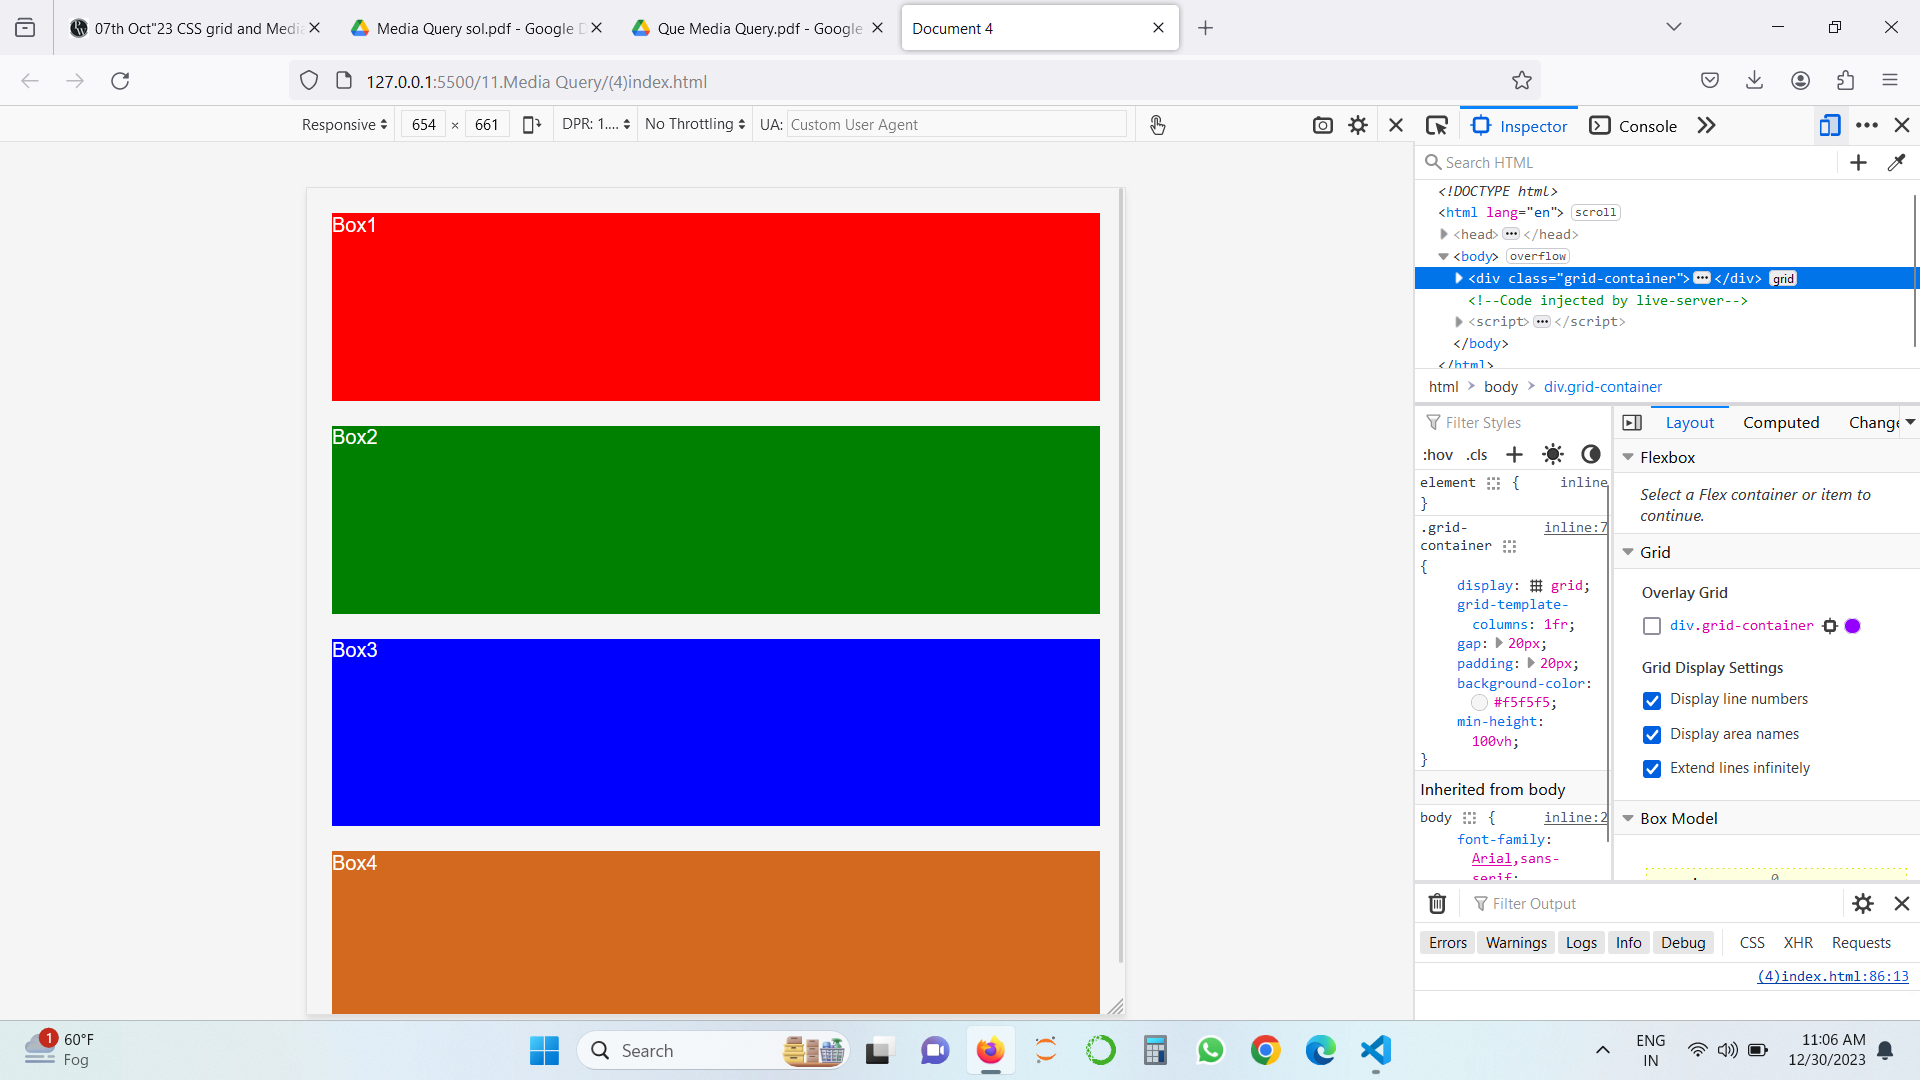 07th Oct"23 CSS grid and Media
Media Query sol.pdf - Google D
Que Media Query.pdf - Google
Document 4
127.0.0.1:5500/11.Media Query/(4)index.html
Responsive
654 × 661
DPR: 1....
No Throttling
UA: Custom User Agent
Inspector
Console
Search HTML
<!DOCTYPE html>
<html lang="en"> scroll
<head> ••• </head>
<body> overflow
<div class="grid-container"> ••• </div> grid
<!--Code injected by live-server-->
<script> ••• </script>
</body>
</html>
html > body > div.grid-container
Filter Styles
:hov .cls
element { inline
}
.grid- inline:7
container
{
display: grid;
grid-template-
columns: 1fr;
gap: 20px;
padding: 20px;
background-color:
#f5f5f5;
min-height:
100vh;
}
Inherited from body
body { inline:2
font-family:
Arial,sans-
serif;
Layout Computed Change
Flexbox
Select a Flex container or item to
continue.
Grid
Overlay Grid
div.grid-container
Grid Display Settings
Display line numbers
Display area names
Extend lines infinitely
Box Model
0
Filter Output
Errors Warnings Logs Info Debug CSS XHR Requests
(4)index.html:86:13
Box1
Box2
Box3
Box4
1
60°F
Fog
Search
ENG
IN
11:06 AM
12/30/2023